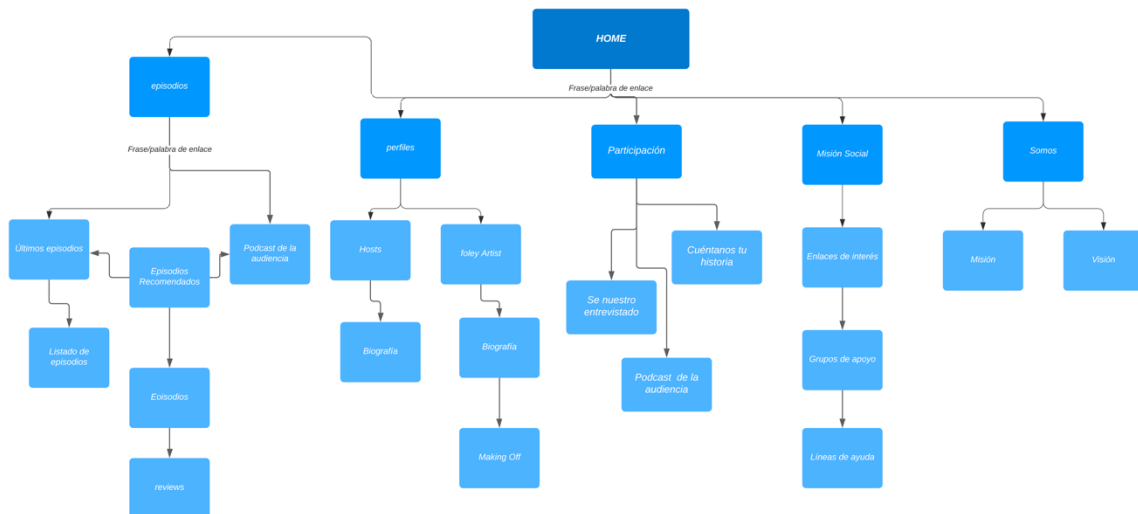 HOME
episodios
Frase/palabra de enlace
Frase/palabra de enlace
perfiles
Participación
Misión Social
Somos
Últimos episodios
Episodios
Recomendados
Podcast de la
audiencia
Hosts
foley Artist
Cuéntanos tu
historia
Enlaces de interés
Misión
Visión
Se nuestro
entrevistado
Listado de
episodios
Biografía
Biografía
Grupos de apoyo
Podcast de la
audiencia
Eoisodios
Making Off
Líneas de ayuda
reviews